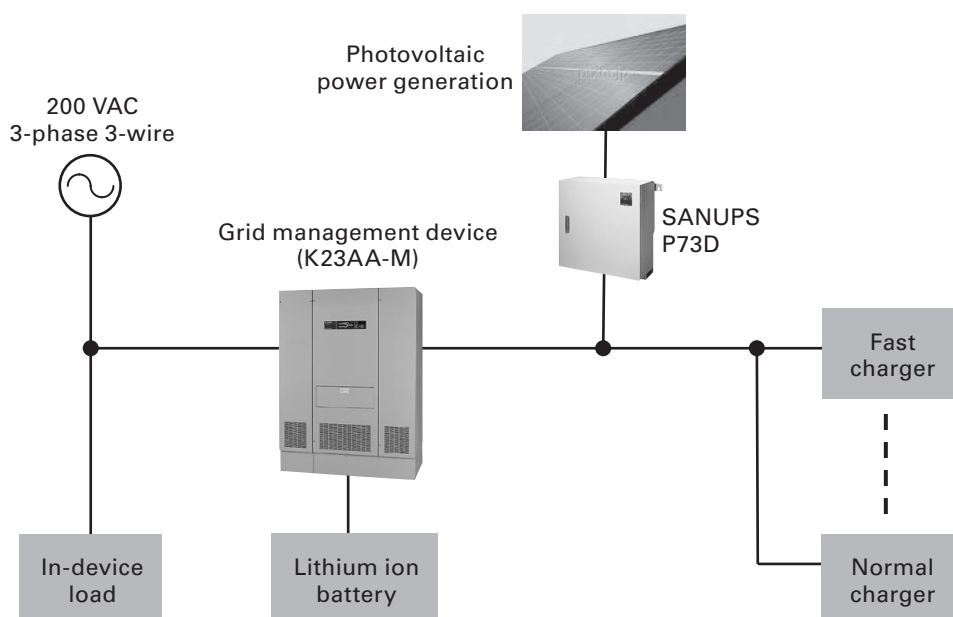 Photovoltaic
power generation
200 VAC
3-phase 3-wire
SANUPS
P73D
Grid management device
(K23AA-M)
Fast
charger
In-device
load
Lithium ion
battery
Normal
charger